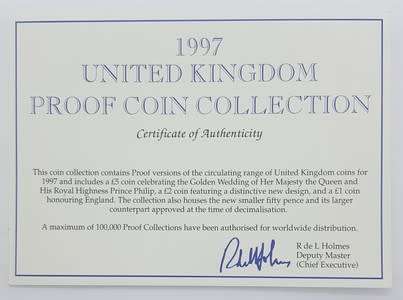 1997
UNITED KINGDOM
PROOF COIN COLLECTION
Certificate of Authenticity
This coin collection contains Proof versions of the circulating range of United Kingdom coins for
1997 and includes a £5 coin celebrating the Golden Wedding of Her Majesty the Queen and
His Royal Highness Prince Philip, a £2 coin featuring a distinctive new design, and a £1 coin
honouring England. The collection also houses the new smaller fifty pence and its larger
counterpart approved at the time of decimalisation.
A maximum of 100,000 Proof Collections have been authorised for worldwide distribution.
R de L Holmes
Deputy Master
(Chief Executive)